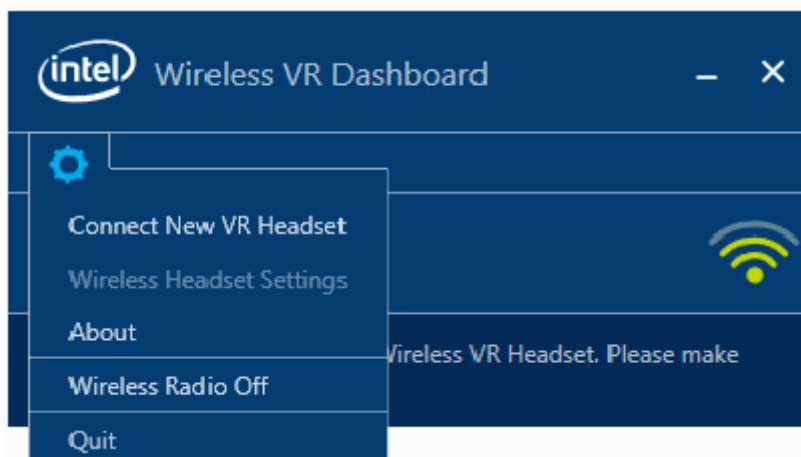 intel Wireless VR Dashboard
Connect New VR Headset
Wireless Headset Settings
About
Wireless VR Headset. Please make
Wireless Radio Off
Quit